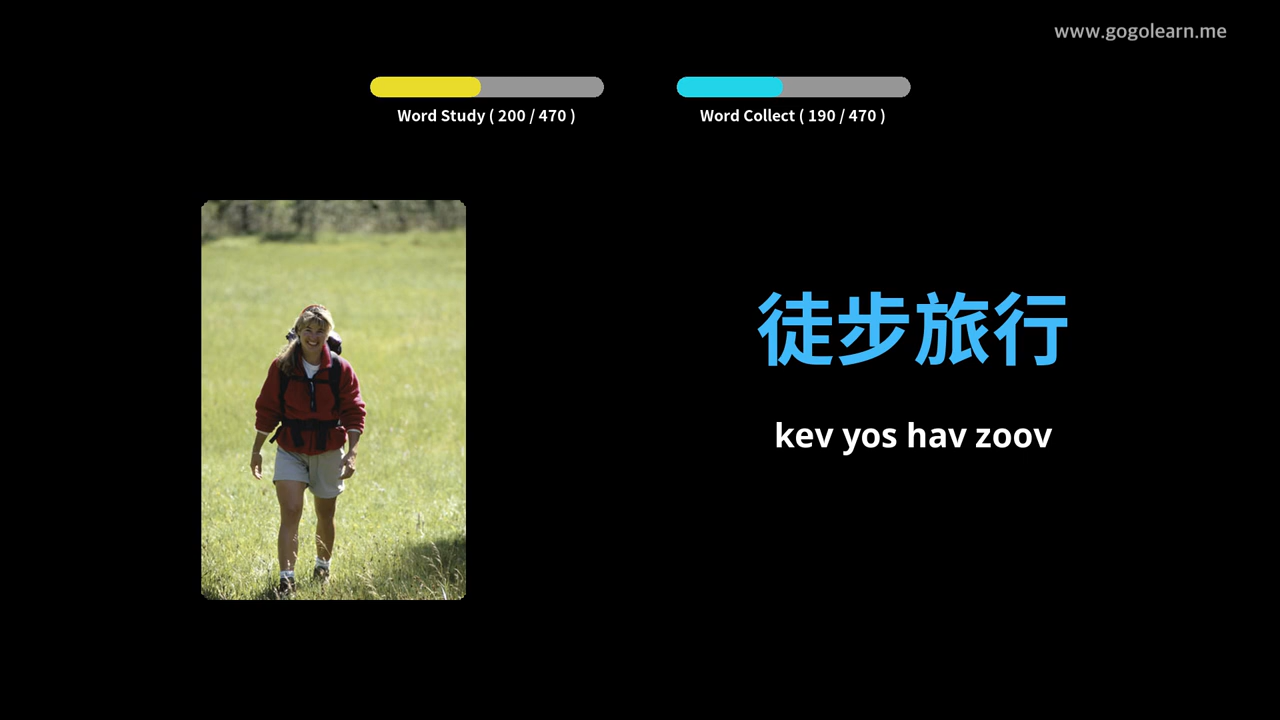 www.gogolearn.me
Word Study ( 200 / 470 )
Word Collect ( 190 / 470 )
徒步旅行
kev yos hav zoov